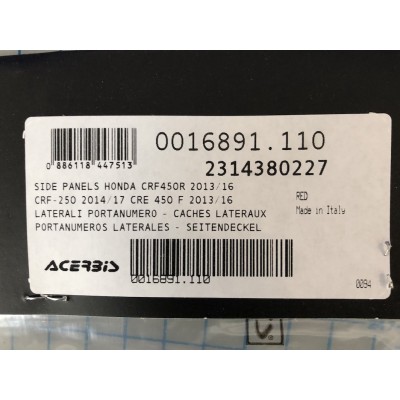 0016891.110
0 886118 447513
2314380227
SIDE PANELS HONDA CRF450R 2013/16
CRF-250 2014/17 CRE 450 F 2013/16
LATERALI PORTANUMERO - CACHES LATERAUX
PORTANUMEROS LATERALES - SEITENDECKEL
RED
Made in Italy
ACERBIS
0016891.110
0094